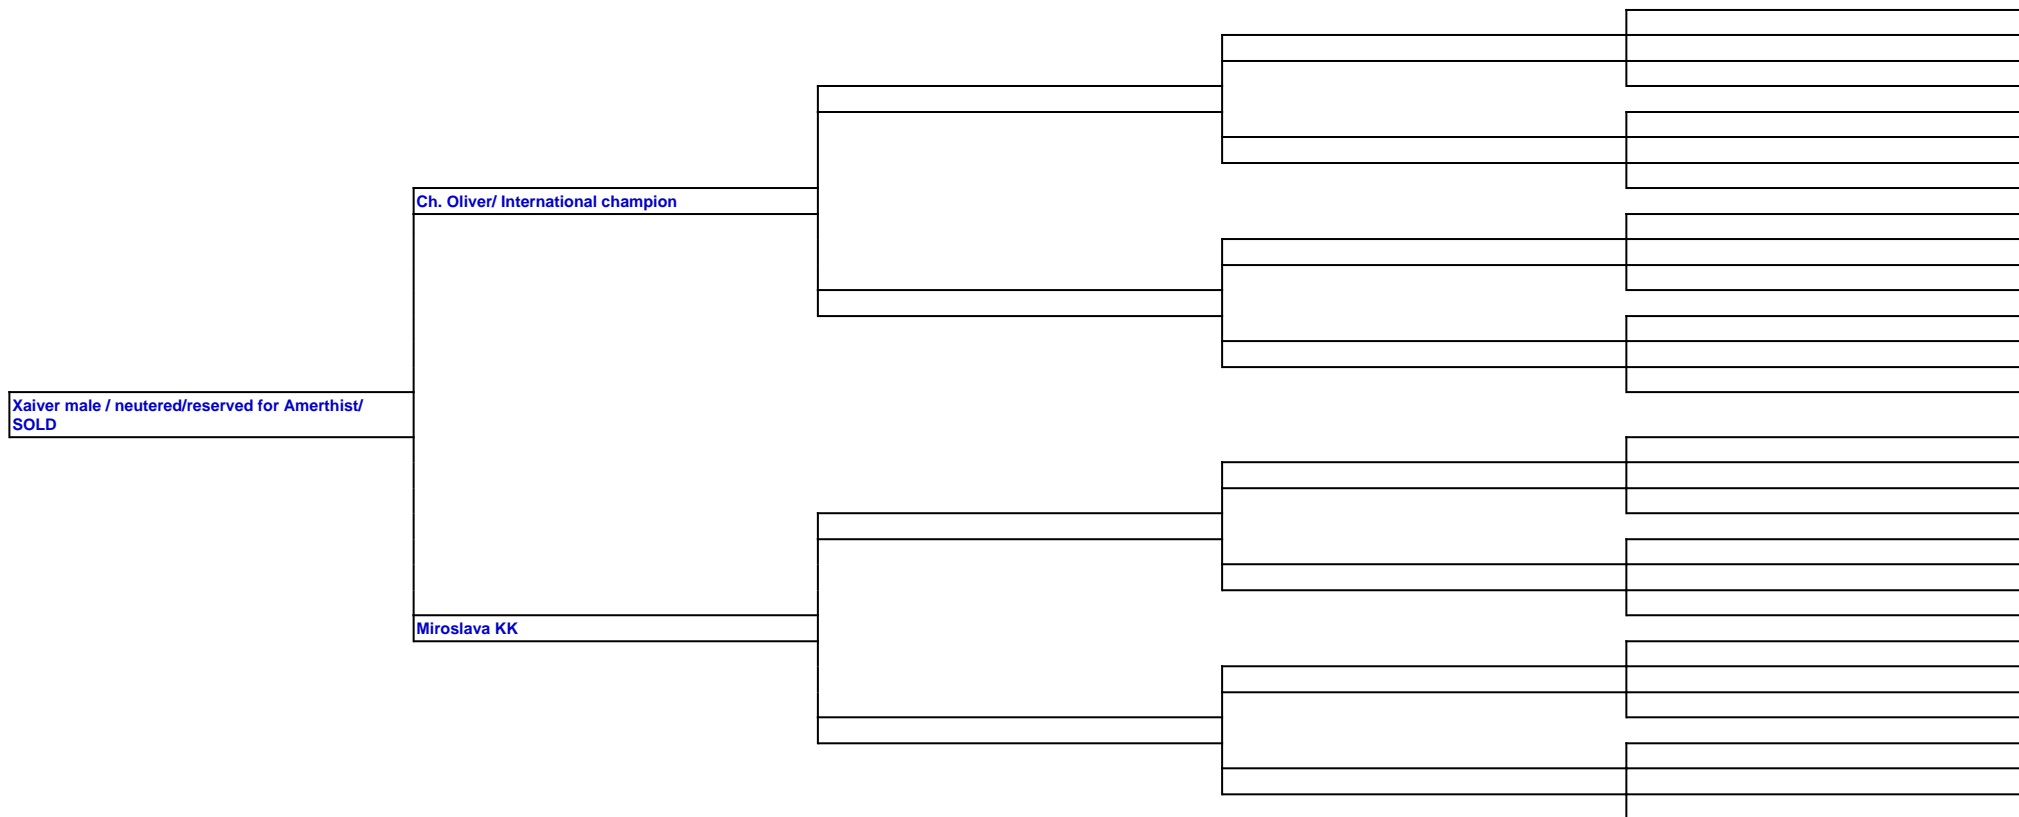 Ch. Oliver/ International champion
Xaiver male / neutered/reserved for Amerthist/
SOLD
Miroslava KK